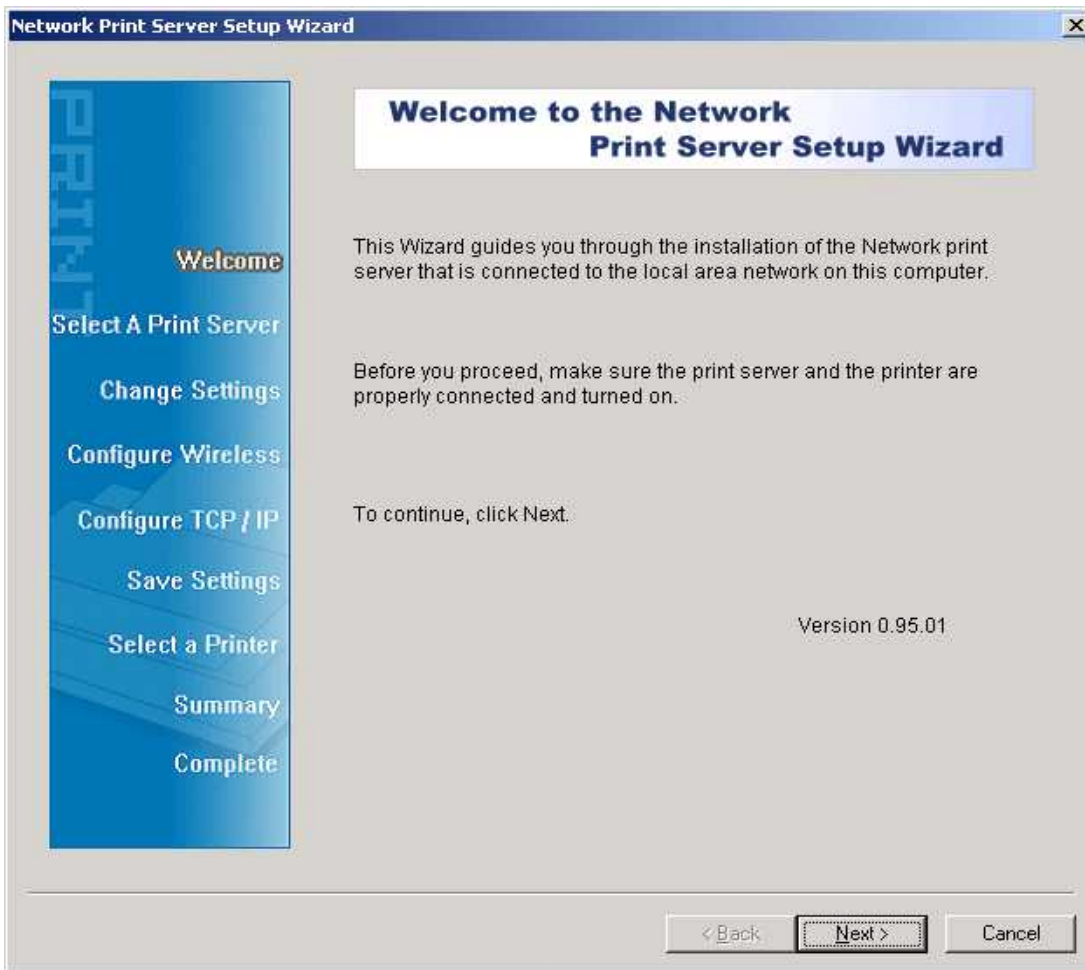 Network Print Server Setup Wizard
PRINT
Welcome
Select A Print Server
Change Settings
Configure Wireless
Configure TCP / IP
Save Settings
Select a Printer
Summary
Complete
Welcome to the Network
Print Server Setup Wizard
This Wizard guides you through the installation of the Network print
server that is connected to the local area network on this computer.
Before you proceed, make sure the print server and the printer are
properly connected and turned on.
To continue, click Next.
Version 0.95.01
< Back
Next >
Cancel